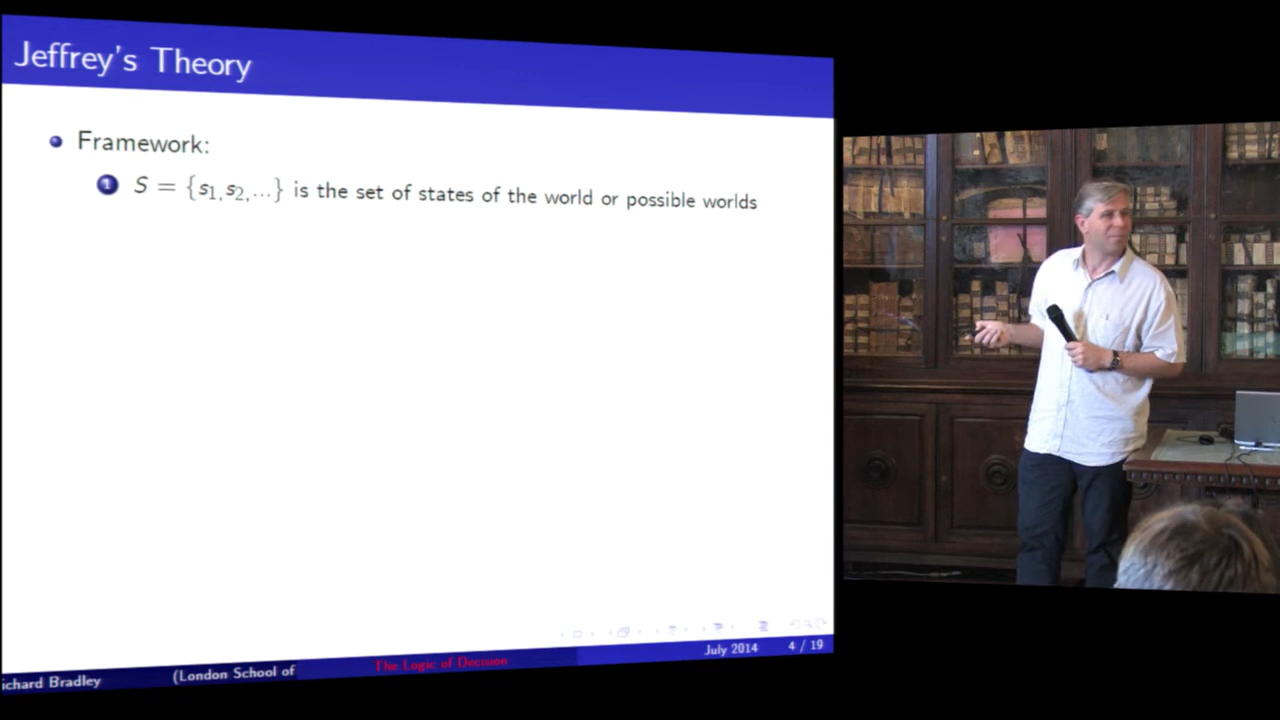 Jeffrey's Theory
Framework:
1 S = {s1, s2, ...} is the set of states of the world or possible worlds
ichard Bradley (London School of The Logic of Decision July 2014 4 / 19